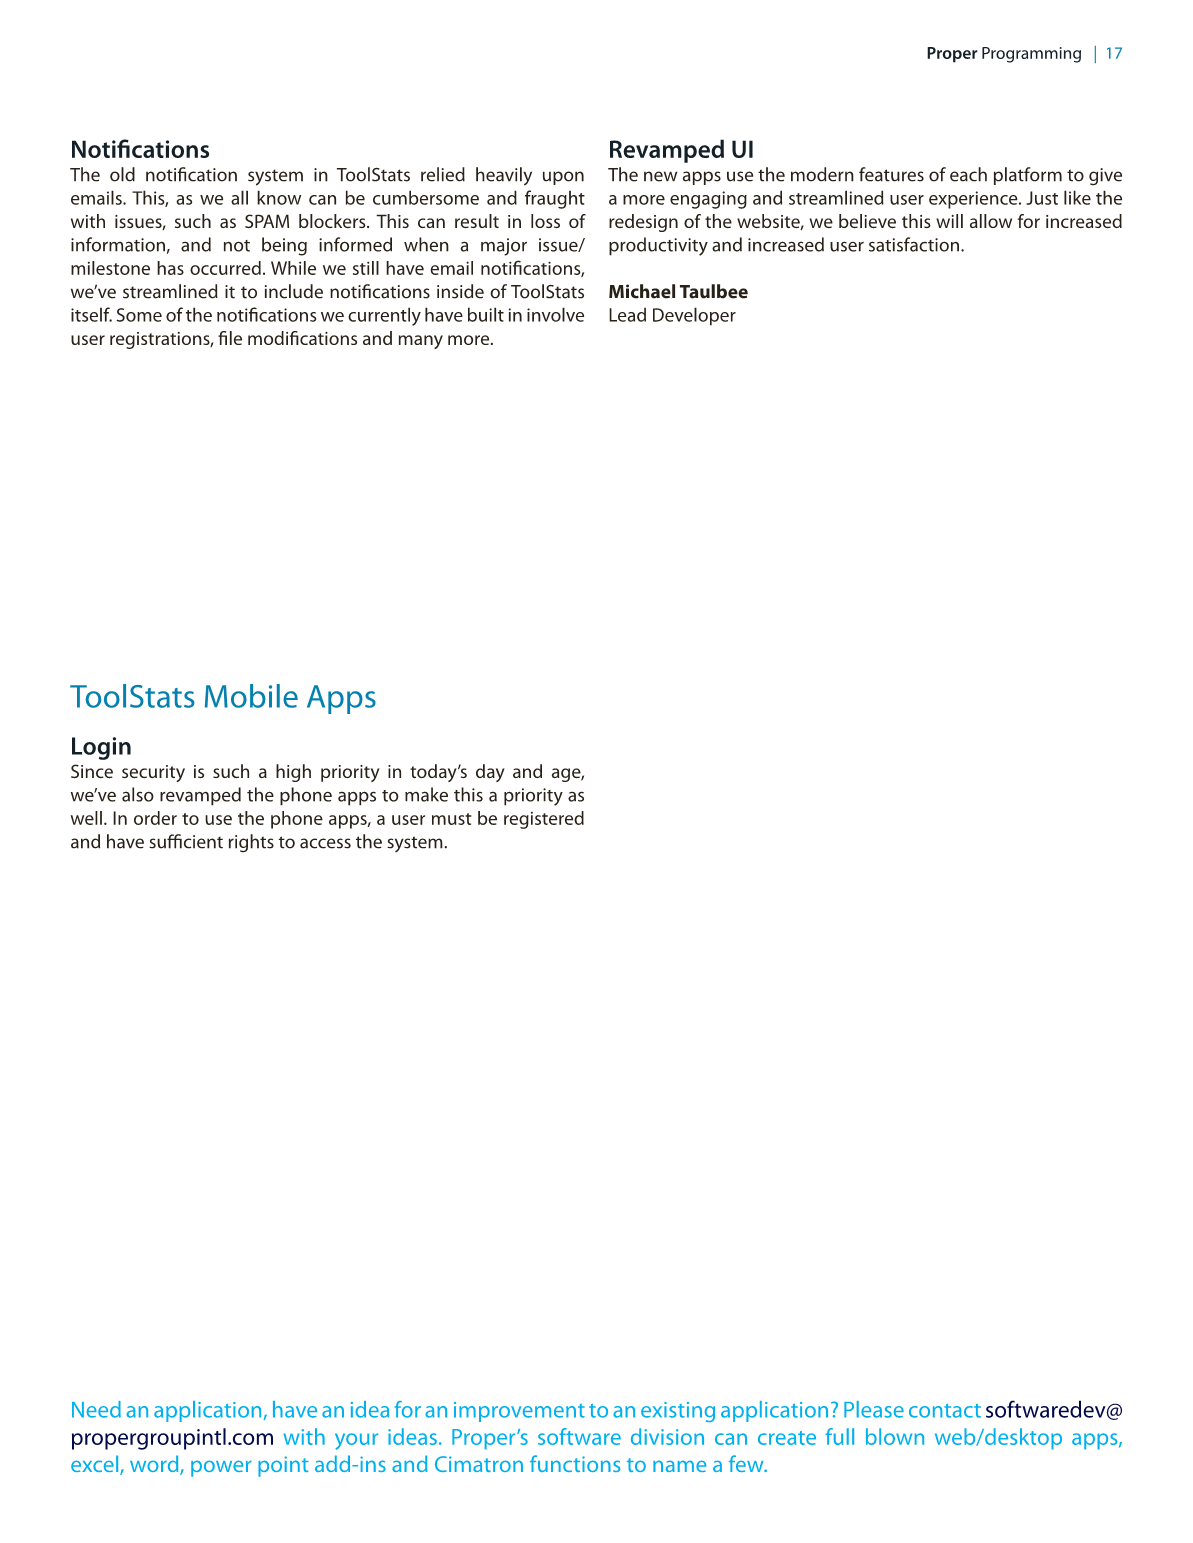 Proper Programming | 17
Notifications
The old notification system in ToolStats relied heavily upon
emails. This, as we all know can be cumbersome and fraught
with issues, such as SPAM blockers. This can result in loss of
information, and not being informed when a major issue/
milestone has occurred. While we still have email notifications,
we’ve streamlined it to include notifications inside of ToolStats
itself. Some of the notifications we currently have built in involve
user registrations, file modifications and many more.
ToolStats Mobile Apps
Login
Since security is such a high priority in today’s day and age,
we’ve also revamped the phone apps to make this a priority as
well. In order to use the phone apps, a user must be registered
and have sufficient rights to access the system.
Revamped UI
The new apps use the modern features of each platform to give
a more engaging and streamlined user experience. Just like the
redesign of the website, we believe this will allow for increased
productivity and increased user satisfaction.
Michael Taulbee
Lead Developer
Need an application, have an idea for an improvement to an existing application? Please contact softwaredev@
propergroupintl.com with your ideas. Proper’s software division can create full blown web/desktop apps,
excel, word, power point add-ins and Cimatron functions to name a few.